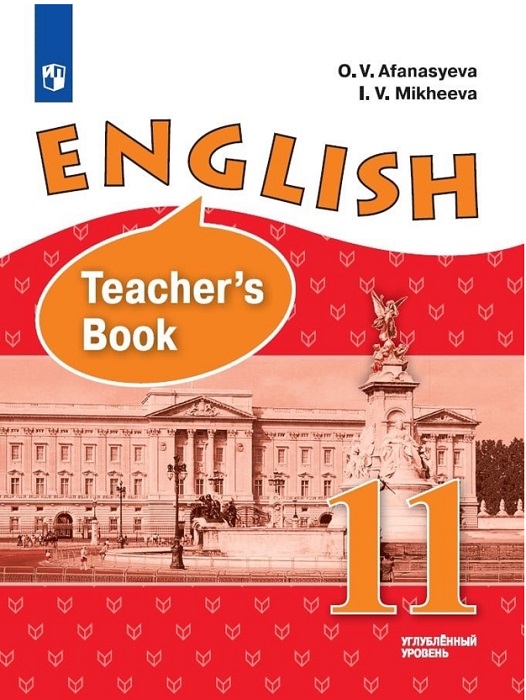 O. V. Afanasyeva
I. V. Mikheeva
ENGLISH
Teacher's
Book
11
УГЛУБЛЁННЫЙ
УРОВЕНЬ